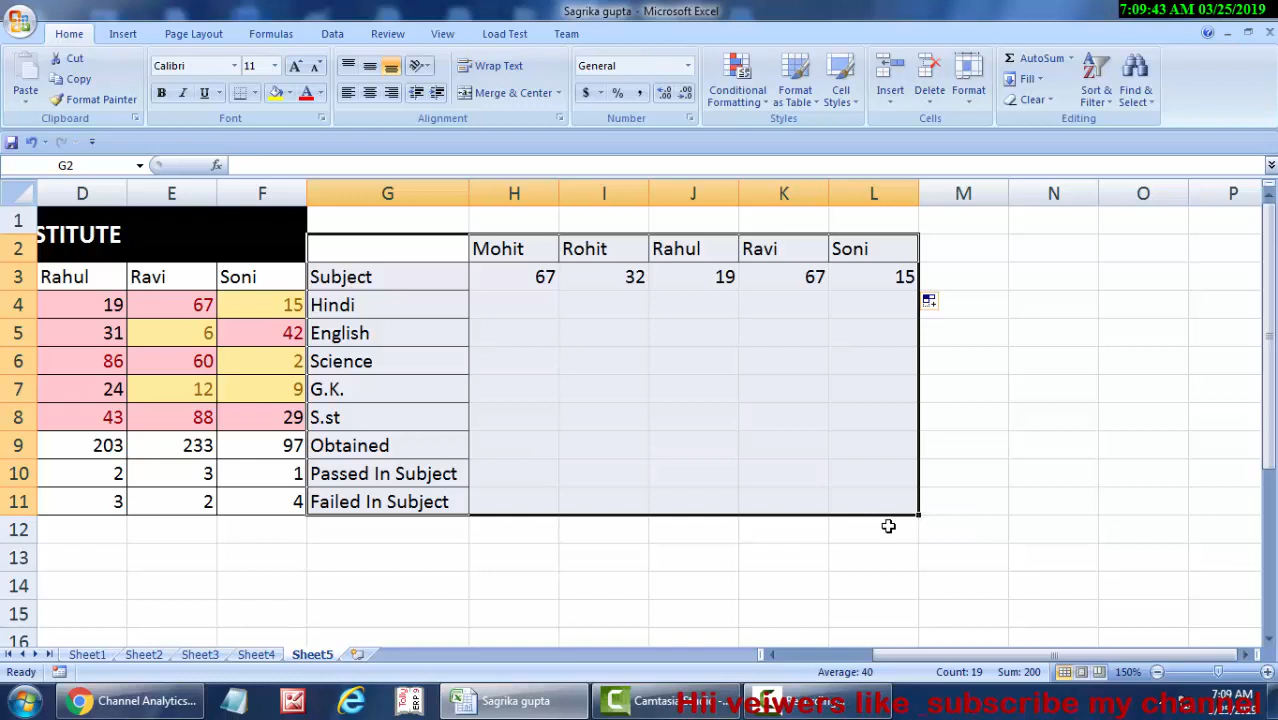 Sagrika gupta - Microsoft Excel
7:09:43 AM 03/25/2019
Home Insert Page Layout Formulas Data Review View Load Test Team
Cut Calibri 11 Wrap Text General AutoSum
Copy Fill
Paste Format Painter Merge & Center Conditional Formatting Format as Table Cell Styles Insert Delete Format Clear Sort & Filter Find & Select
Clipboard Font Alignment Number Styles Cells Editing
G2
D E F G H I J K L M N O P
1 STITUTE
2 Mohit Rohit Rahul Ravi Soni
3 Rahul Ravi Soni Subject 67 32 19 67 15
4 19 67 15 Hindi
5 31 6 42 English
6 86 60 2 Science
7 24 12 9 G.K.
8 43 88 29 S.st
9 203 233 97 Obtained
10 2 3 1 Passed In Subject
11 3 2 4 Failed In Subject
12
13
14
15
16
Sheet1 Sheet2 Sheet3 Sheet4 Sheet5
Ready Average: 40 Count: 19 Sum: 200 150%
Channel Analytics... Sagrika gupta Camtasia 7:09 AM
Hii veiwers like _subscribe my channel